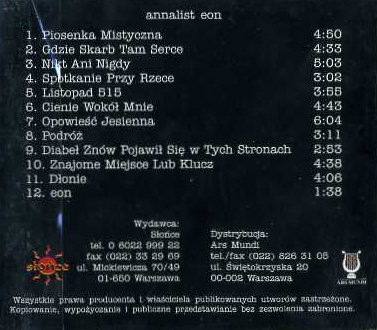 annalist eon
1. Piosenka Mistyczna 4:50
2. Gdzie Skarb Tam Serce 4:33
3. Nikt Ani Nigdy 5:03
4. Spotkanie Przy Rzece 3:02
5. Listopad 515 3:55
6. Cienie Wokół Mnie 4:43
7. Opowieść Jesienna 6:04
8. Podróż 3:11
9. Diabeł Znów Pojawił Się w Tych Stronach 2:53
10. Znajome Miejsce Lub Klucz 4:38
11. Dłonie 4:06
12. eon 1:38
Wydawca:
Słońce
tel. 0 6022 999 22
fax (022) 33 29 69
ul. Mickiewicza 70/49
01-650 Warszawa
słońce
Dystrybucja:
Ars Mundi
tel./fax (022) 826 31 08
ul. Świętokrzyska 20
00-002 Warszawa
ARS MUNDI
Wszystkie prawa producenta i właściciela publikowanych utworów zastrzeżone.
Kopiowanie, wypożyczanie i publiczne przedstawianie bez zezwolenia zabronione.